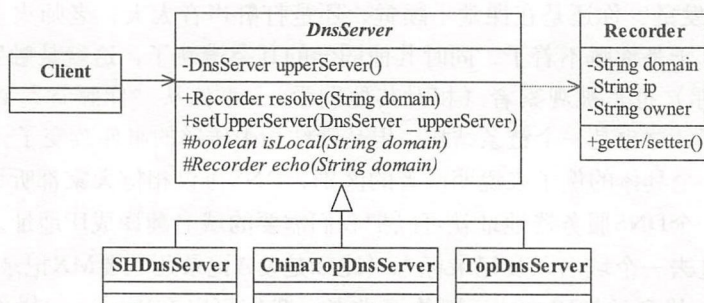 DnsServer
Recorder
Client
-DnsServer upperServer()
-String domain
-String ip
-String owner
+Recorder resolve(String domain)
+setUpperServer(DnsServer _upperServer)
#boolean isLocal(String domain)
#Recorder echo(String domain)
+getter/setter()
SHDnsServer
ChinaTopDnsServer
TopDnsServer